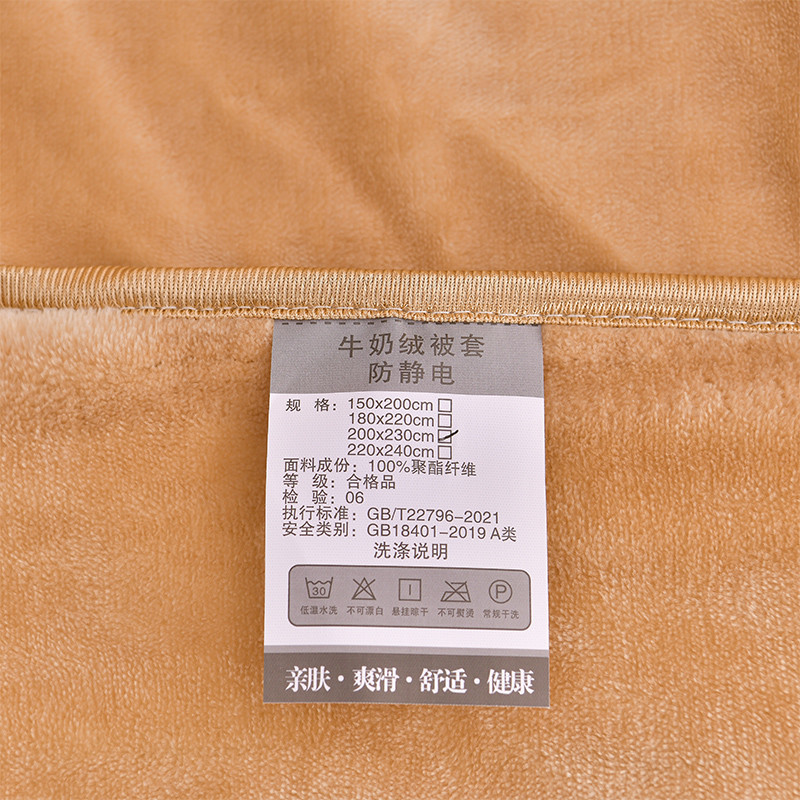 牛奶绒被套
防静电
规 格：150x200cm
180x220cm
200x230cm
220x240cm
面料成份：100%聚酯纤维
等 级：合格品
检 验：06
执行标准：GB/T22796-2021
安全类别：GB18401-2019 A类
洗涤说明
30 P
低温水洗 不可漂白 悬挂晾干 不可熨烫 常规干洗
亲肤·爽滑·舒适·健康